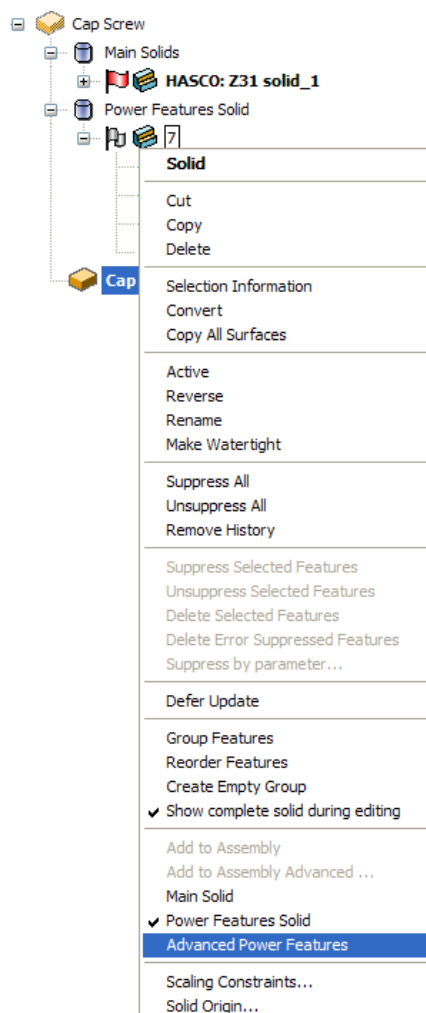 Cap Screw
Main Solids
HASCO: Z31 solid_1
Power Features Solid
7
Solid
Cut
Copy
Delete
Cap
Selection Information
Convert
Copy All Surfaces
Active
Reverse
Rename
Make Watertight
Suppress All
Unsuppress All
Remove History
Suppress Selected Features
Unsuppress Selected Features
Delete Selected Features
Delete Error Suppressed Features
Suppress by parameter...
Defer Update
Group Features
Reorder Features
Create Empty Group
Show complete solid during editing
Add to Assembly
Add to Assembly Advanced ...
Main Solid
Power Features Solid
Advanced Power Features
Scaling Constraints...
Solid Origin...